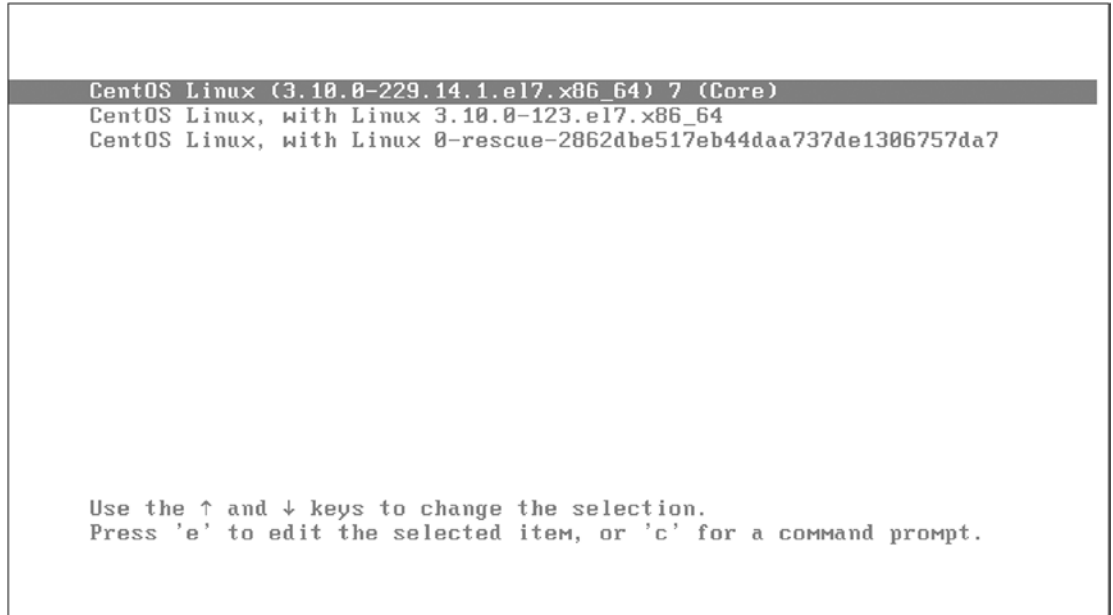 CentOS Linux (3.10.0-229.14.1.el7.x86_64) 7 (Core)
CentOS Linux, with Linux 3.10.0-123.el7.x86_64
CentOS Linux, with Linux 0-rescue-2862dbe517eb44daa737de1306757da7
Use the ↑ and ↓ keys to change the selection.
Press 'e' to edit the selected item, or 'c' for a command prompt.